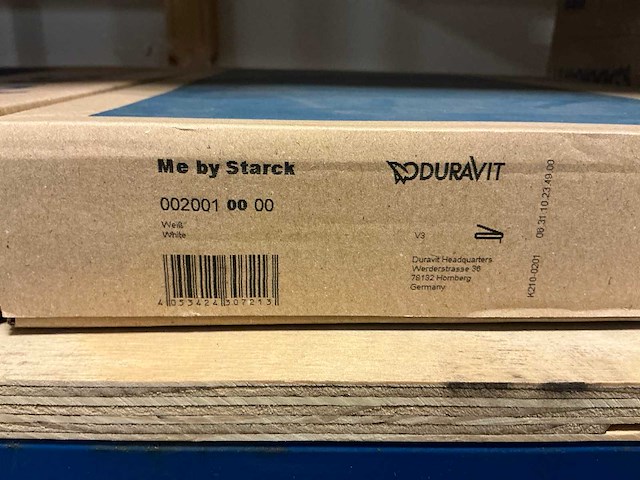 Me by Starck
DURAVIT
002001 00 00
Weiß
White
V3
Duravit Headquarters
Werderstrasse 36
78132 Hornberg
Germany
4 053424 507213
K210-0201
08.31.10.23.49.00